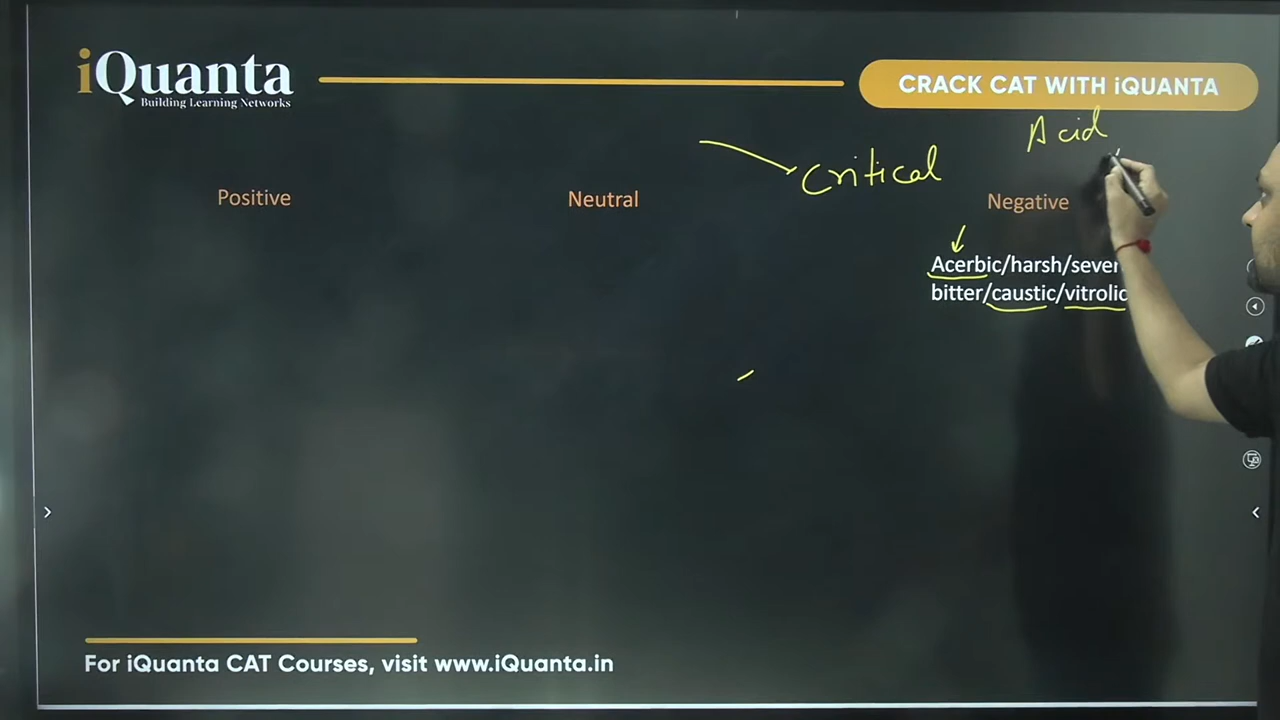 iQuanta
Building Learning Networks
CRACK CAT WITH iQUANTA
Acid
Critical
Positive
Neutral
Negative
Acerbic/harsh/sever
bitter/caustic/vitrolic
For iQuanta CAT Courses, visit www.iQuanta.in